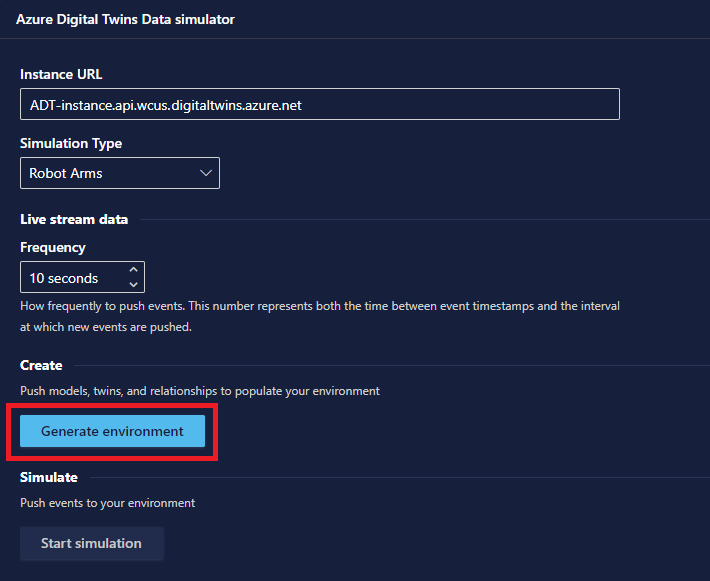 Azure Digital Twins Data simulator
Instance URL
ADT-instance.api.wcus.digitaltwins.azure.net
Simulation Type
Robot Arms
Live stream data
Frequency
10 seconds
How frequently to push events. This number represents both the time between event timestamps and the interval
at which new events are pushed.
Create
Push models, twins, and relationships to populate your environment
Generate environment
Simulate
Push events to your environment
Start simulation